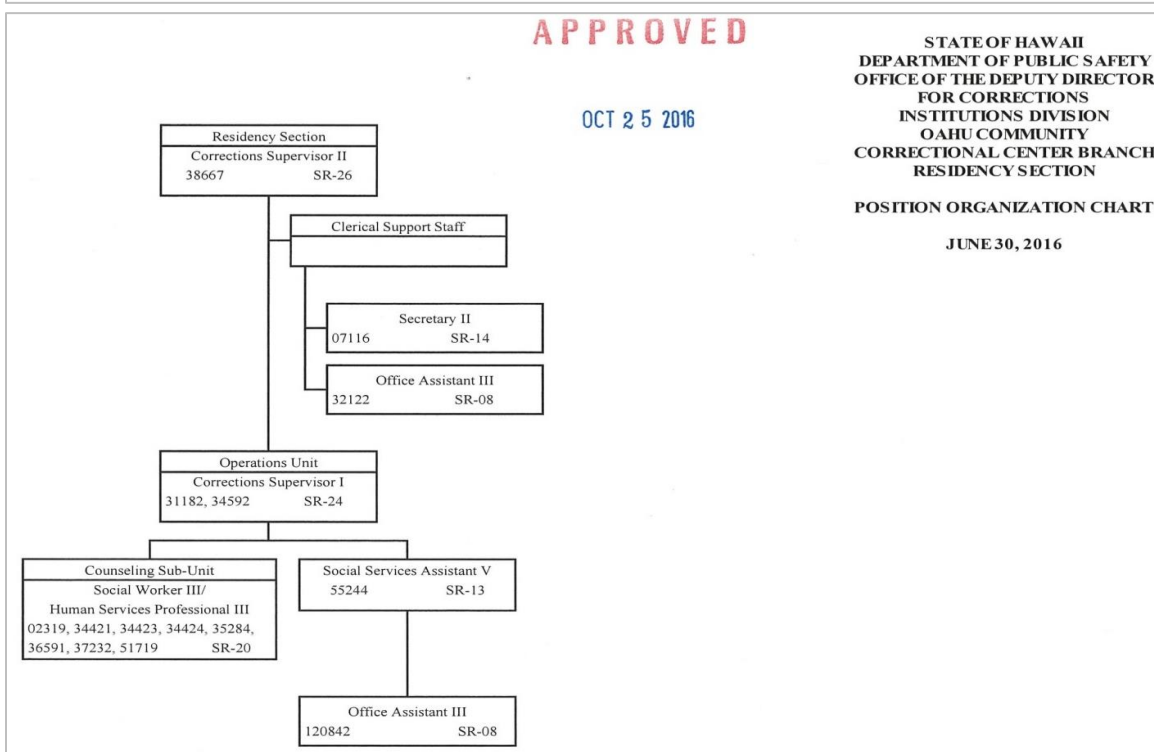 APPROVED
OCT 25 2016
STATE OF HAWAII
DEPARTMENT OF PUBLIC SAFETY
OFFICE OF THE DEPUTY DIRECTOR
FOR CORRECTIONS
INSTITUTIONS DIVISION
OAHU COMMUNITY
CORRECTIONAL CENTER BRANCH
RESIDENCY SECTION
POSITION ORGANIZATION CHART
JUNE 30, 2016
Residency Section
Corrections Supervisor II
38667 SR-26
Clerical Support Staff
Secretary II
07116 SR-14
Office Assistant III
32122 SR-08
Operations Unit
Corrections Supervisor I
31182, 34592 SR-24
Counseling Sub-Unit
Social Worker III/
Human Services Professional III
02319, 34421, 34423, 34424, 35284,
36591, 37232, 51719 SR-20
Social Services Assistant V
55244 SR-13
Office Assistant III
120842 SR-08